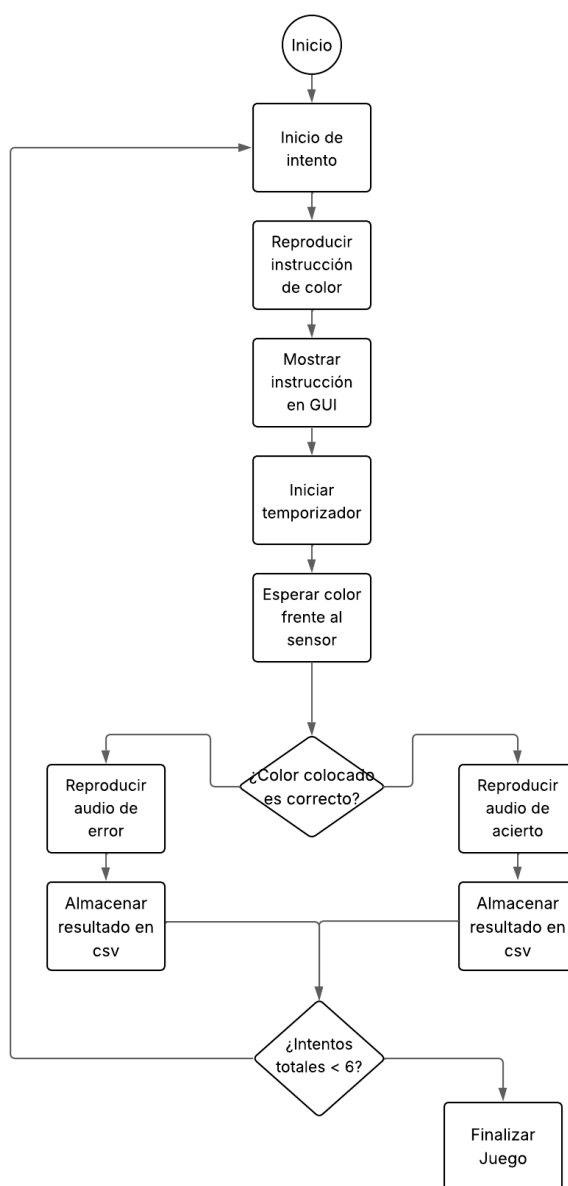 Inicio
Inicio de
intento
Reproducir
instrucción
de color
Mostrar
instrucción
en GUI
Iniciar
temporizador
Esperar color
frente al
sensor
¿Color colocado
es correcto?
Reproducir
audio de
error
Reproducir
audio de
acierto
Almacenar
resultado en
csv
Almacenar
resultado en
csv
¿Intentos
totales < 6?
Finalizar
Juego